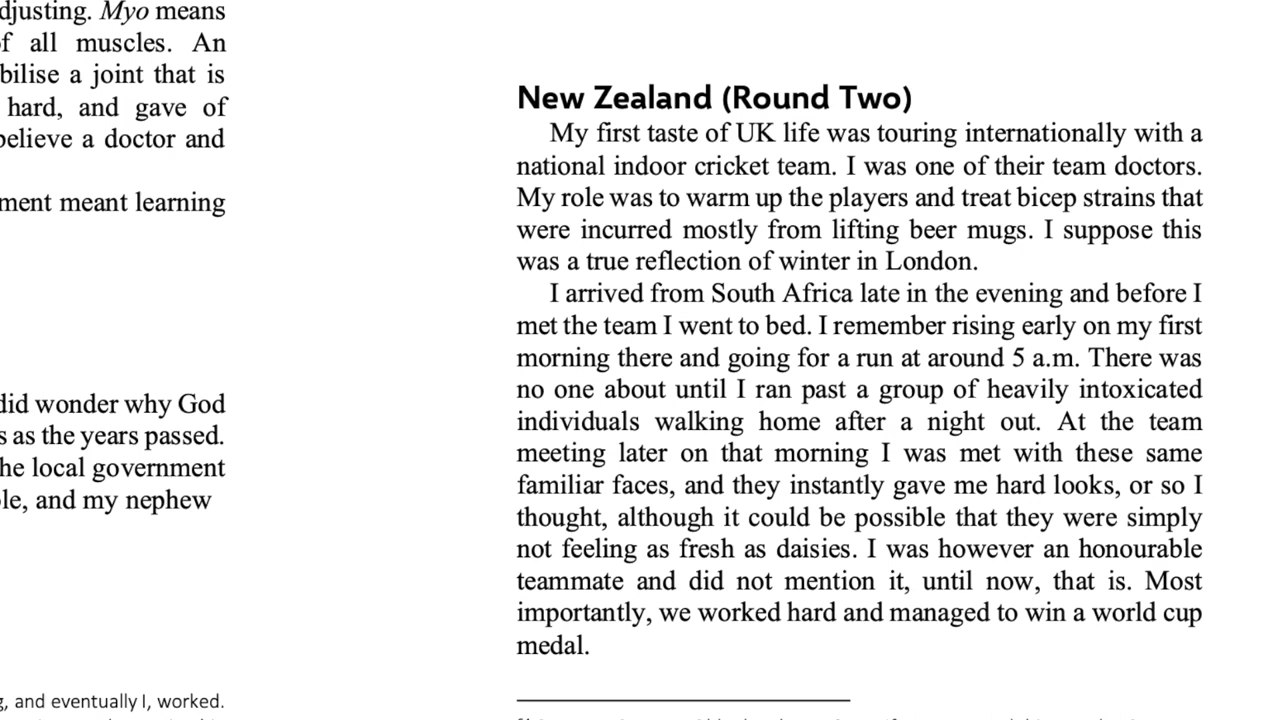 djusting. Myo means
of all muscles. An
bilise a joint that is
hard, and gave of
believe a doctor and
ment meant learning
did wonder why God
s as the years passed.
he local government
le, and my nephew
g, and eventually I, worked.
New Zealand (Round Two)
My first taste of UK life was touring internationally with a
national indoor cricket team. I was one of their team doctors.
My role was to warm up the players and treat bicep strains that
were incurred mostly from lifting beer mugs. I suppose this
was a true reflection of winter in London.
I arrived from South Africa late in the evening and before I
met the team I went to bed. I remember rising early on my first
morning there and going for a run at around 5 a.m. There was
no one about until I ran past a group of heavily intoxicated
individuals walking home after a night out. At the team
meeting later on that morning I was met with these same
familiar faces, and they instantly gave me hard looks, or so I
thought, although it could be possible that they were simply
not feeling as fresh as daisies. I was however an honourable
teammate and did not mention it, until now, that is. Most
importantly, we worked hard and managed to win a world cup
medal.